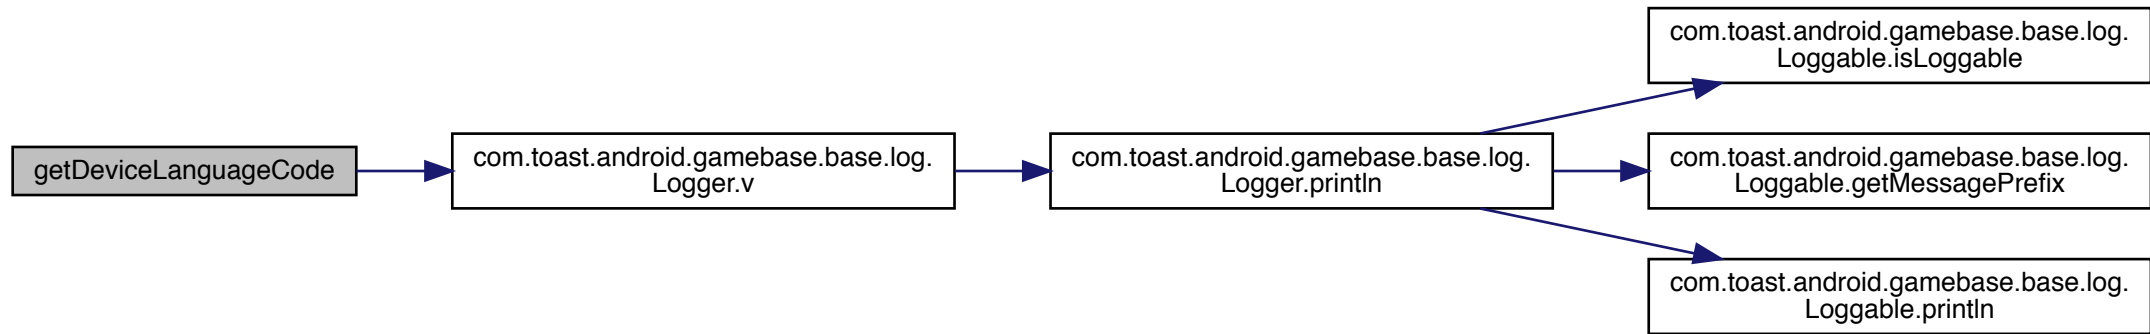 getDeviceLanguageCode
com.toast.android.gamebase.base.log.
Logger.v
com.toast.android.gamebase.base.log.
Logger.println
com.toast.android.gamebase.base.log.
Loggable.isLoggable
com.toast.android.gamebase.base.log.
Loggable.getMessagePrefix
com.toast.android.gamebase.base.log.
Loggable.println